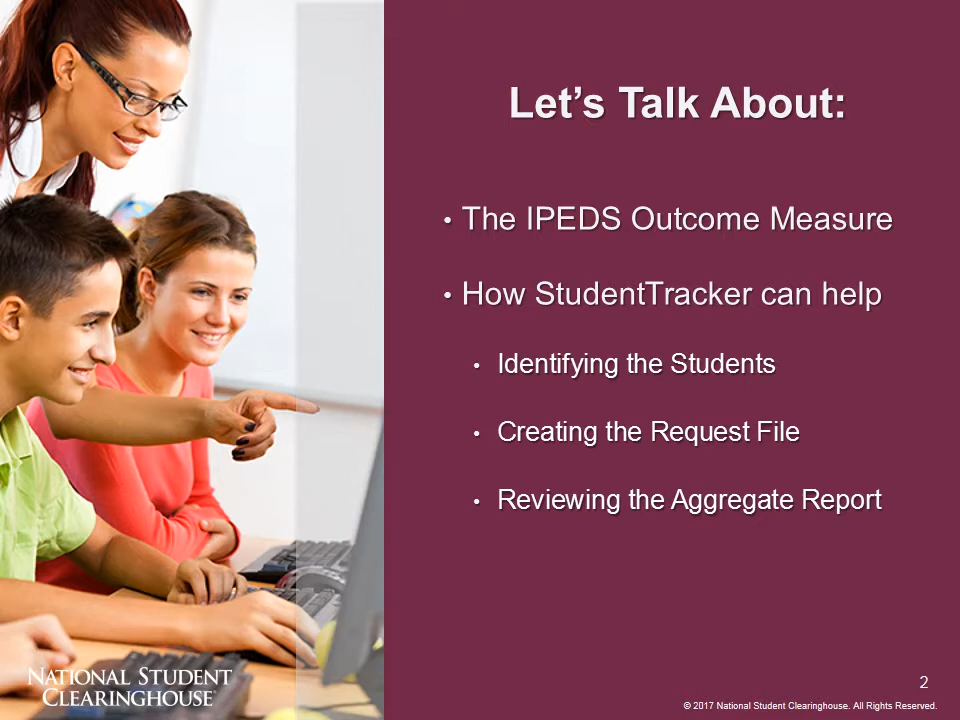 Let’s Talk About:
• The IPEDS Outcome Measure
• How StudentTracker can help
• Identifying the Students
• Creating the Request File
• Reviewing the Aggregate Report
NATIONAL STUDENT
CLEARINGHOUSE
2
© 2017 National Student Clearinghouse. All Rights Reserved.